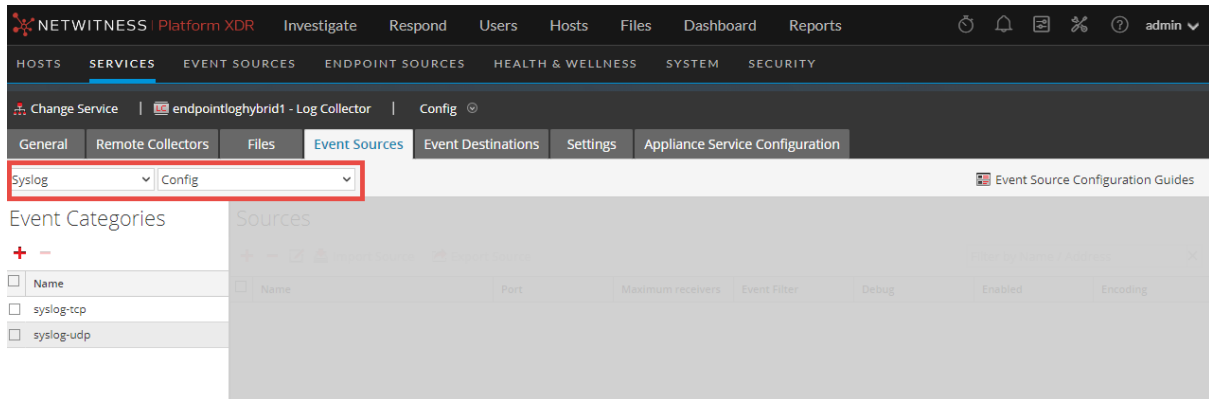 NETWITNESS Platform XDR Investigate Respond Users Hosts Files Dashboard Reports admin
HOSTS SERVICES EVENT SOURCES ENDPOINT SOURCES HEALTH & WELLNESS SYSTEM SECURITY
Change Service LC endpointloghybrid1 - Log Collector Config
General Remote Collectors Files Event Sources Event Destinations Settings Appliance Service Configuration
Syslog Config Event Source Configuration Guides
Event Categories Sources
Name Name Port Maximum receivers Event Filter Debug Enabled Encoding
syslog-tcp
syslog-udp